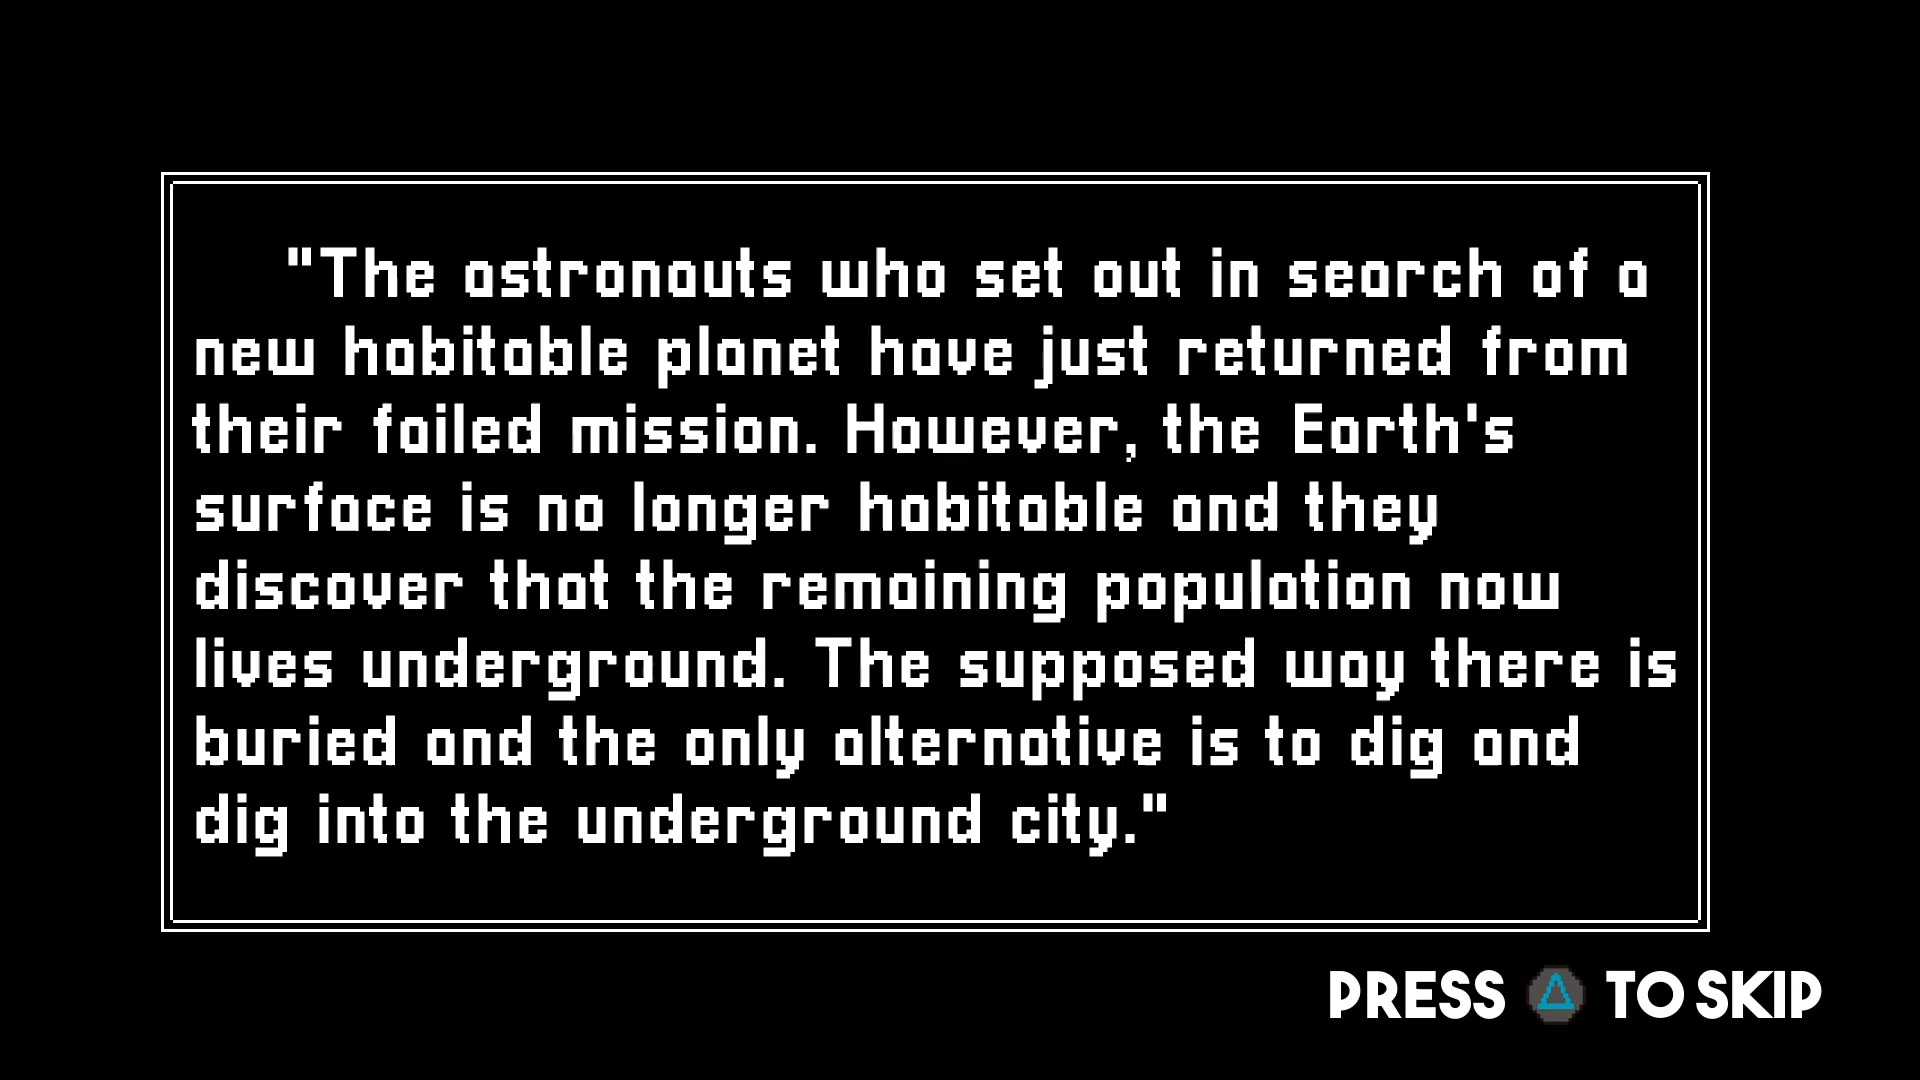 "The astronauts who set out in search of a
new habitable planet have just returned from
their failed mission. However, the Earth's
surface is no longer habitable and they
discover that the remaining population now
lives underground. The supposed way there is
buried and the only alternative is to dig and
dig into the underground city."
PRESS △ TO SKIP